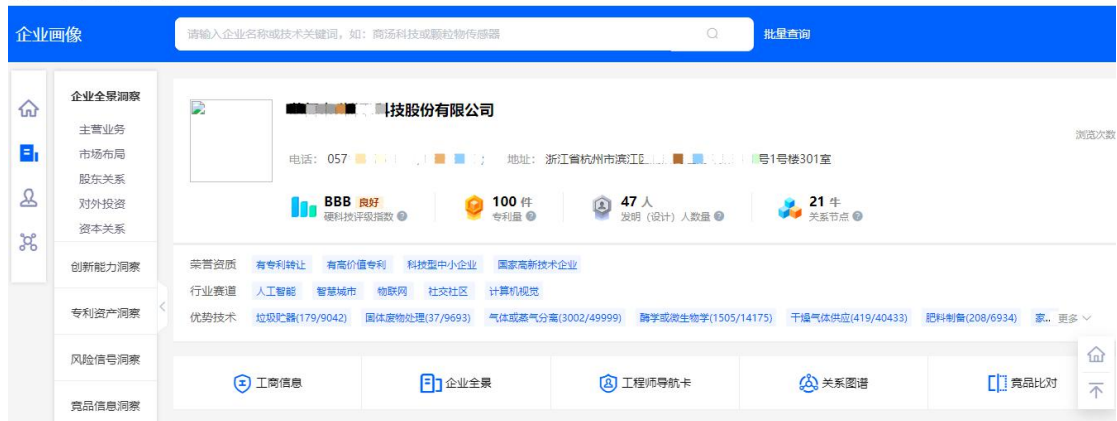 企业画像
请输入企业名称或技术关键词，如：商汤科技或颗粒物传感器
批量查询
企业全景洞察
主营业务
市场布局
股东关系
对外投资
资本关系
创新能力洞察
专利资产洞察
风险信号洞察
竞品信息洞察
科技股份有限公司
浏览次数
电话： 057
地址： 浙江省杭州市滨江 号1号楼301室
BBB 良好
硬科技评级指数
100 件
专利量
47 人
发明（设计）人数量
21 件
关系节点
荣誉资质 有专利转让 有高价值专利 科技型中小企业 国家高新技术企业
行业赛道 人工智能 智慧城市 物联网 社交社区 计算机视觉
优势技术 垃圾贮器(179/9042) 固体废物处理(37/9693) 气体或蒸气分离(3002/49999) 酶学或微生物学(1505/14175) 干燥气体供应(419/40433) 肥料制备(208/6934) 家.. 更多
工商信息 企业全景 工程师导航卡 关系图谱 竞品比对